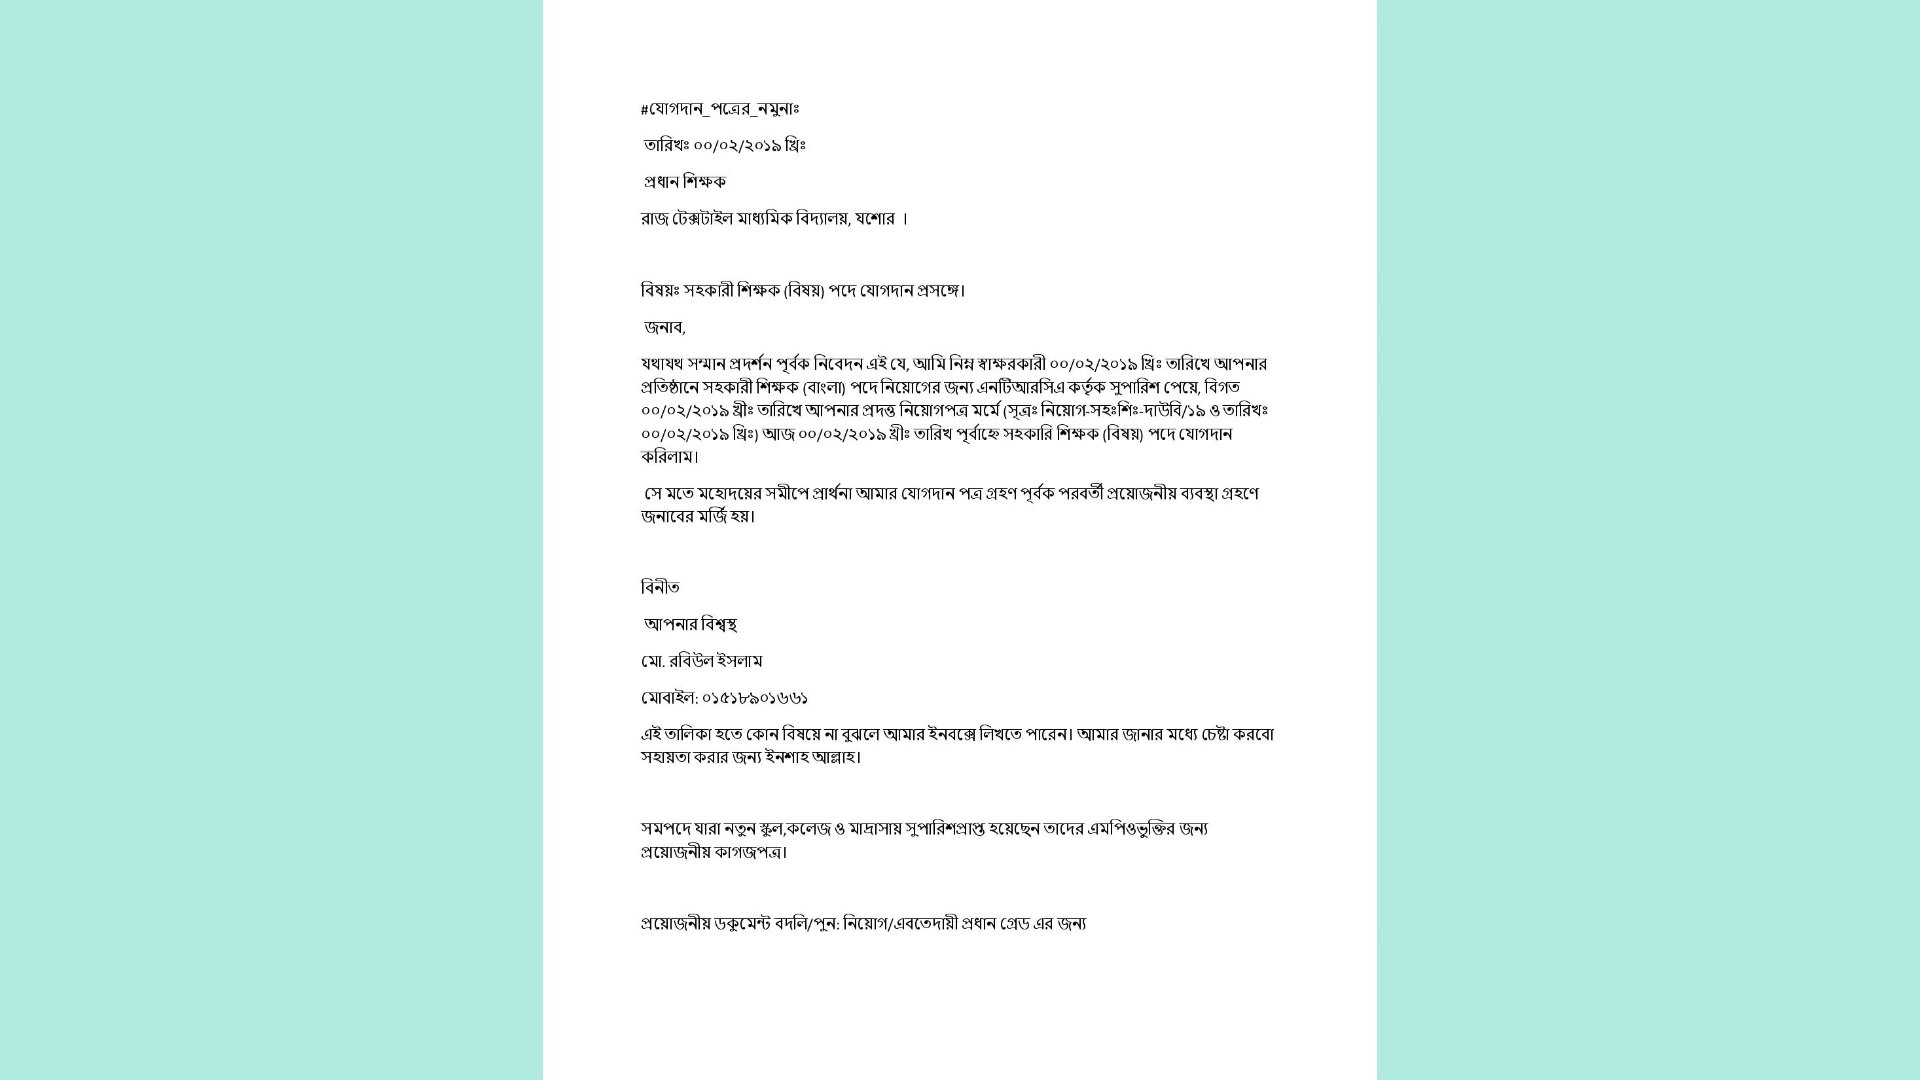 #যোগদান_পত্রের_নমুনাঃ
তারিখঃ ০০/০২/২০১৯ খ্রিঃ
প্রধান শিক্ষক
রাজ টেক্সটাইল মাধ্যমিক বিদ্যালয়, যশোর ।
বিষয়ঃ সহকারী শিক্ষক (বিষয়) পদে যোগদান প্রসঙ্গে।
জনাব,
যথাযথ সম্মান প্রদর্শন পূর্বক নিবেদন এই যে, আমি নিম্ন স্বাক্ষরকারী ০০/০২/২০১৯ খ্রিঃ তারিখে আপনার
প্রতিষ্ঠানে সহকারী শিক্ষক (বাংলা) পদে নিয়োগের জন্য এনটিআরসিএ কর্তৃক সুপারিশ পেয়ে, বিগত
০০/০২/২০১৯ খ্রীঃ তারিখে আপনার প্রদত্ত নিয়োগপত্র মর্মে (সূত্রঃ নিয়োগ-সহঃশিঃ-দাউবি/১৯ ও তারিখঃ
০০/০২/২০১৯ খ্রিঃ) আজ ০০/০২/২০১৯ খ্রীঃ তারিখ পূর্বাহ্নে সহকারি শিক্ষক (বিষয়) পদে যোগদান
করিলাম।
সে মতে মহোদয়ের সমীপে প্রার্থনা আমার যোগদান পত্র গ্রহণ পূর্বক পরবর্তী প্রয়োজনীয় ব্যবস্থা গ্রহণে
জনাবের মর্জি হয়।
বিনীত
আপনার বিশ্বস্থ
মো. রবিউল ইসলাম
মোবাইল: ০১৫১৮৯০১৬৬১
এই তালিকা হতে কোন বিষয়ে না বুঝলে আমার ইনবক্সে লিখতে পারেন। আমার জানার মধ্যে চেষ্টা করবো
সহায়তা করার জন্য ইনশাহ আল্লাহ।
সমপদে যারা নতুন স্কুল,কলেজ ও মাদ্রাসায় সুপারিশপ্রাপ্ত হয়েছেন তাদের এমপিওভুক্তির জন্য
প্রয়োজনীয় কাগজপত্র।
প্রয়োজনীয় ডকুমেন্ট বদলি/পুন: নিয়োগ/এবতেদায়ী প্রধান গ্রেড এর জন্য